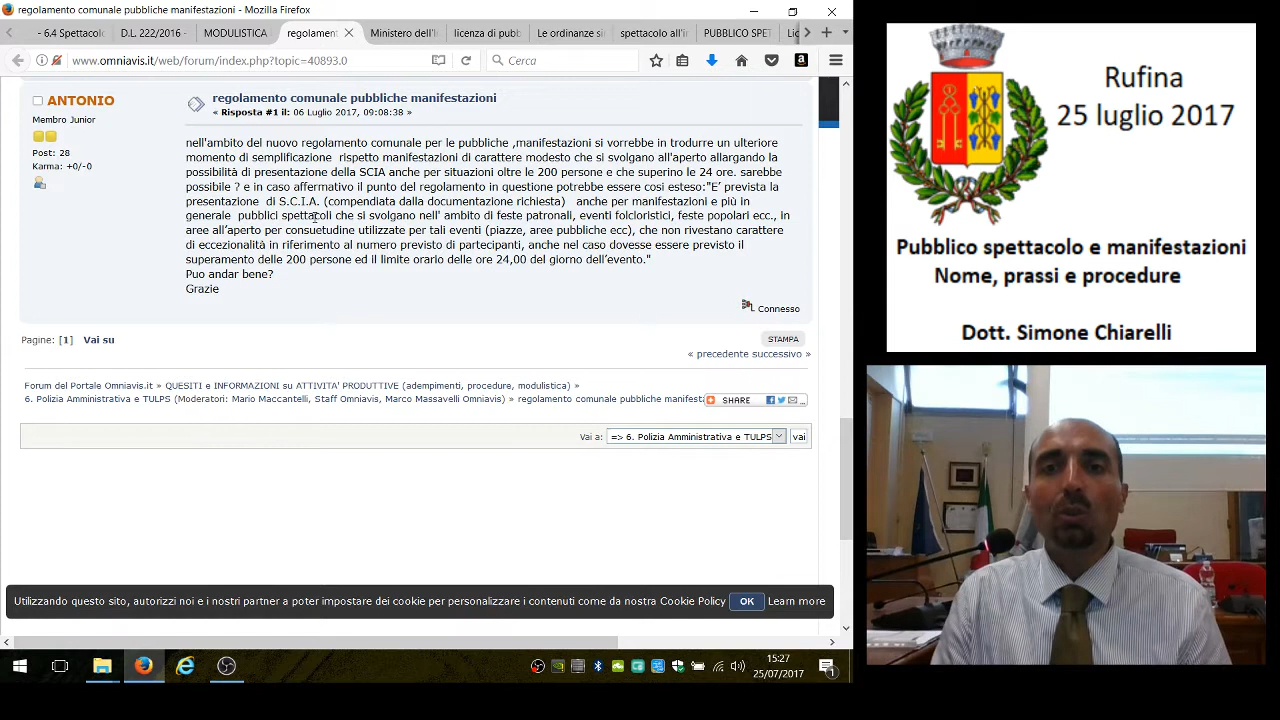 regolamento comunale pubbliche manifestazioni - Mozilla Firefox
- 6.4 Spettacolo
D.L. 222/2016 -
MODULISTICA
regolament
Ministero dell'I
licenza di pubb
Le ordinanze si
spettacolo all'i
PUBBLICO SPET
Lic
www.omniavis.it/web/forum/index.php?topic=40893.0
Cerca
ANTONIO
Membro Junior
Post: 28
Karma: +0/-0
regolamento comunale pubbliche manifestazioni
« Risposta #1 il: 06 Luglio 2017, 09:08:38 »
nell'ambito del nuovo regolamento comunale per le pubbliche ,manifestazioni si vorrebbe in trodurre un ulteriore
momento di semplificazione rispetto manifestazioni di carattere modesto che si svolgano all'aperto allargando la
possibilità di presentazione della SCIA anche per situazioni oltre le 200 persone e che superino le 24 ore. sarebbe
possibile ? e in caso affermativo il punto del regolamento in questione potrebbe essere cosi esteso:"E' prevista la
presentazione di S.C.I.A. (compendiata dalla documentazione richiesta) anche per manifestazioni e più in
generale pubblici spettacoli che si svolgano nell' ambito di feste patronali, eventi folcloristici, feste popolari ecc., in
aree all'aperto per consuetudine utilizzate per tali eventi (piazze, aree pubbliche ecc), che non rivestano carattere
di eccezionalità in riferimento al numero previsto di partecipanti, anche nel caso dovesse essere previsto il
superamento delle 200 persone ed il limite orario delle ore 24,00 del giorno dell'evento."
Puo andar bene?
Grazie
Connesso
Pagine: [1] Vai su
STAMPA
« precedente successivo »
Forum del Portale Omniavis.it » QUESITI e INFORMAZIONI su ATTIVITA' PRODUTTIVE (adempimenti, procedure, modulistica) »
6. Polizia Amministrativa e TULPS (Moderatori: Mario Maccantelli, Staff Omniavis, Marco Massavelli Omniavis) » regolamento comunale pubbliche manifesta
SHARE
Vai a: => 6. Polizia Amministrativa e TULPS vai
Utilizzando questo sito, autorizzi noi e i nostri partner a poter impostare dei cookie per personalizzare i contenuti come da nostra Cookie Policy OK Learn more
15:27
25/07/2017
1
Rufina
25 luglio 2017
Pubblico spettacolo e manifestazioni
Nome, prassi e procedure
Dott. Simone Chiarelli